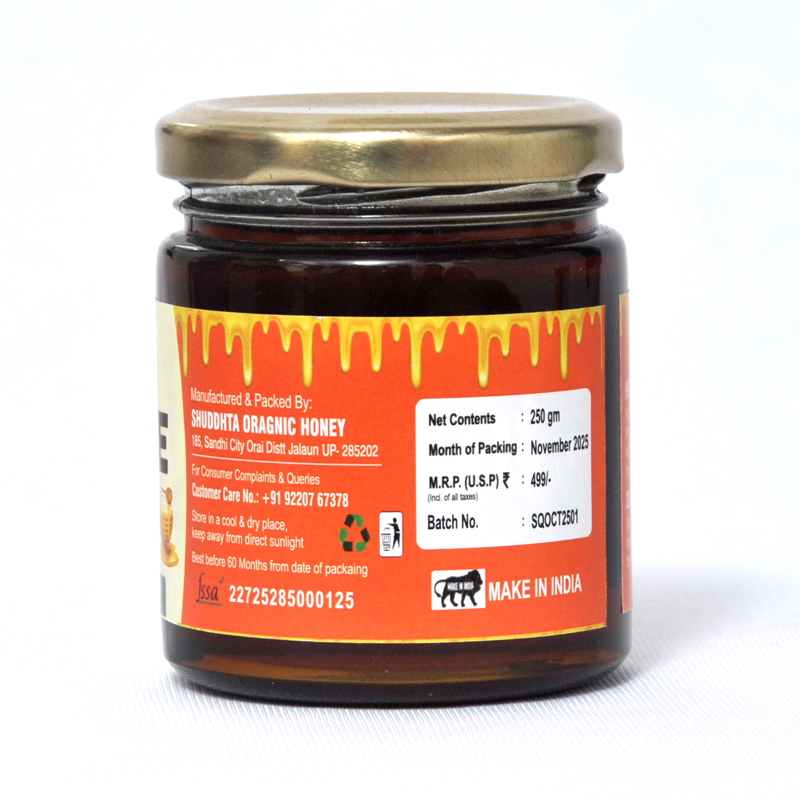 E
Manufactured & Packed By:
SHUDDHTA ORAGNIC HONEY
185, Sandhi City Orai Distt Jalaun UP- 285202
For Consumer Complaints & Queries
Customer Care No.: +91 92207 67378
Store in a cool & dry place,
keep away from direct sunlight
Best before 60 Months from date of packaing
fssai 22725285000125
Net Contents : 250 gm
Month of Packing : November 2025
M.R.P. (U.S.P) ₹ : 499/-
(Incl. of all taxes)
Batch No. : SQOCT2501
MAKE IN INDIA
MAKE IN INDIA